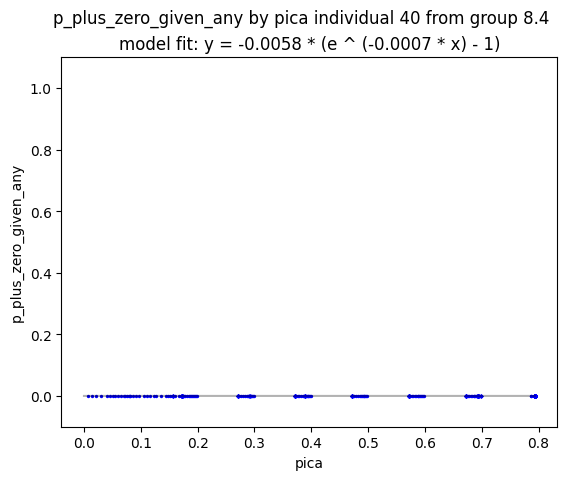 p_plus_zero_given_any by pica individual 40 from group 8.4
model fit: y = -0.0058 * (e ^ (-0.0007 * x) - 1)
1.0
0.8
0.6
0.4
0.2
0.0
p_plus_zero_given_any
0.0 0.1 0.2 0.3 0.4 0.5 0.6 0.7 0.8
pica